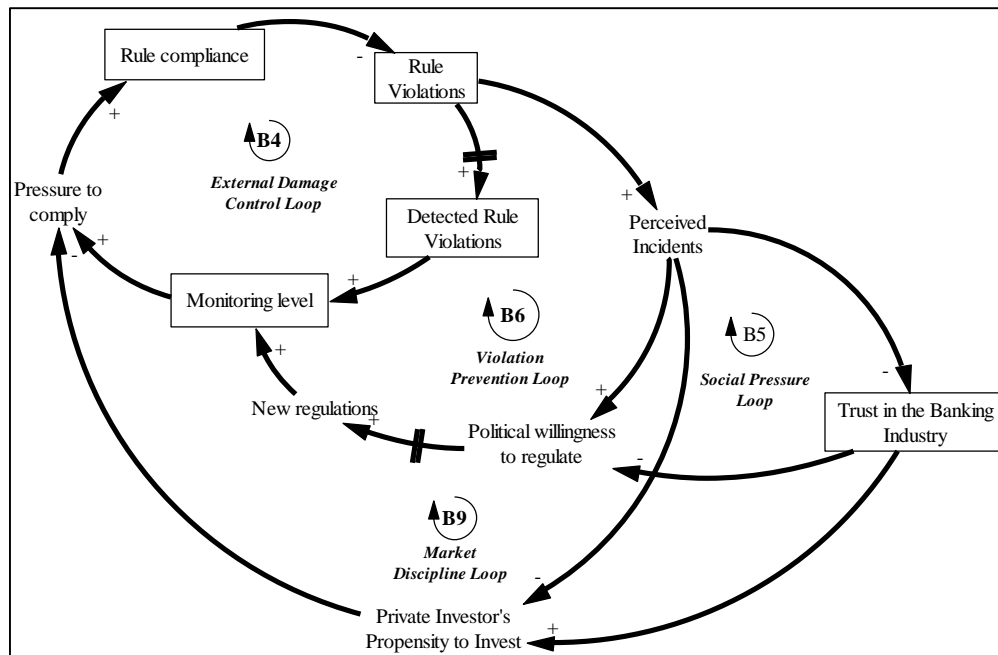 Rule compliance
-
Rule
Violations
+
B4
External Damage
Control Loop
+
Pressure to
comply
+
-
Detected Rule
Violations
+
Perceived
Incidents
+
Monitoring level
B6
Violation
Prevention Loop
B5
Social Pressure
Loop
-
+
+
New regulations
+
Political willingness
to regulate
-
Trust in the Banking
Industry
B9
Market
Discipline Loop
-
Private Investor's
Propensity to Invest
+